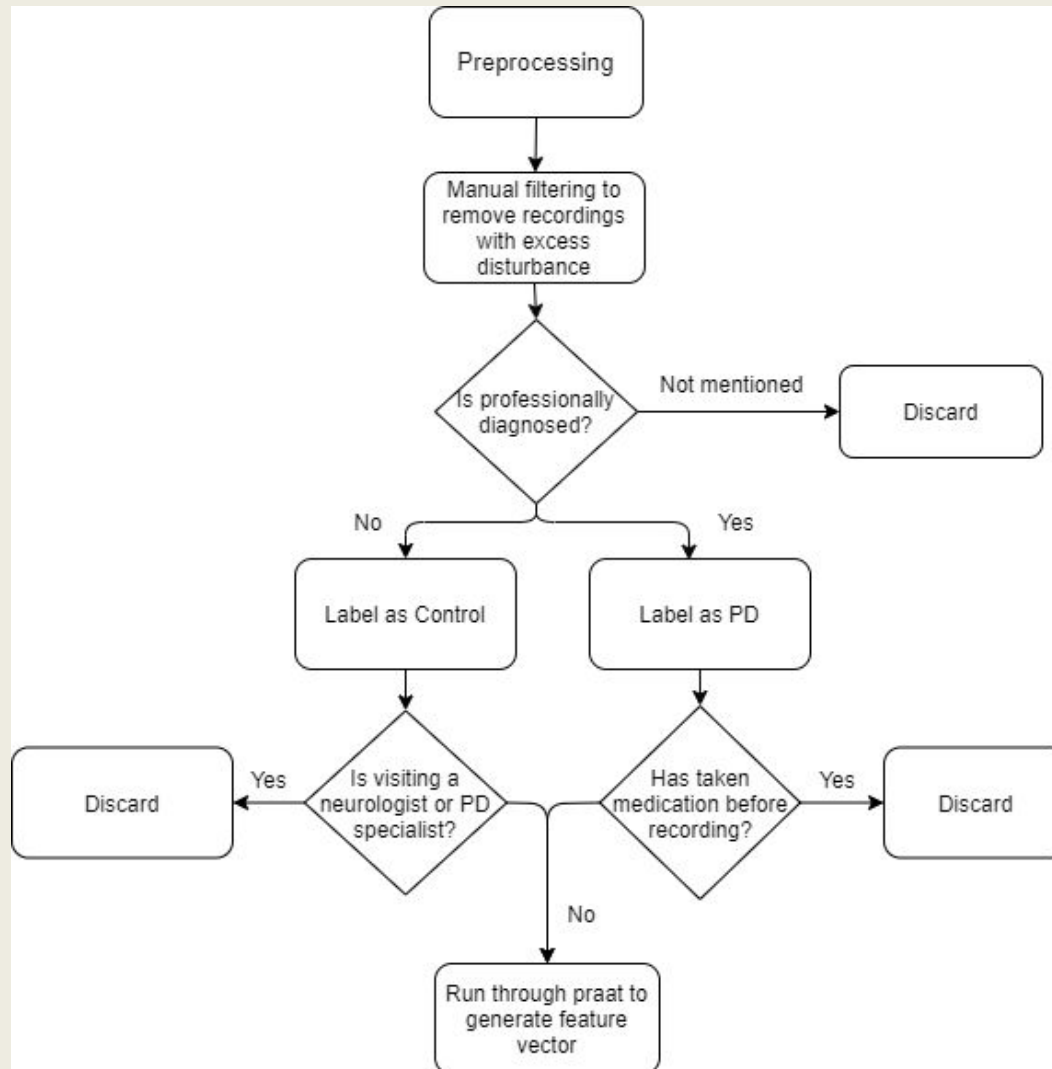 Preprocessing
Manual filtering to
remove recordings
with excess
disturbance
Is professionally
diagnosed?
Not mentioned
Discard
No
Yes
Label as Control
Label as PD
Discard
Yes
Is visiting a
neurologist or PD
specialist?
Has taken
medication before
recording?
Yes
Discard
No
Run through praat to
generate feature
vector